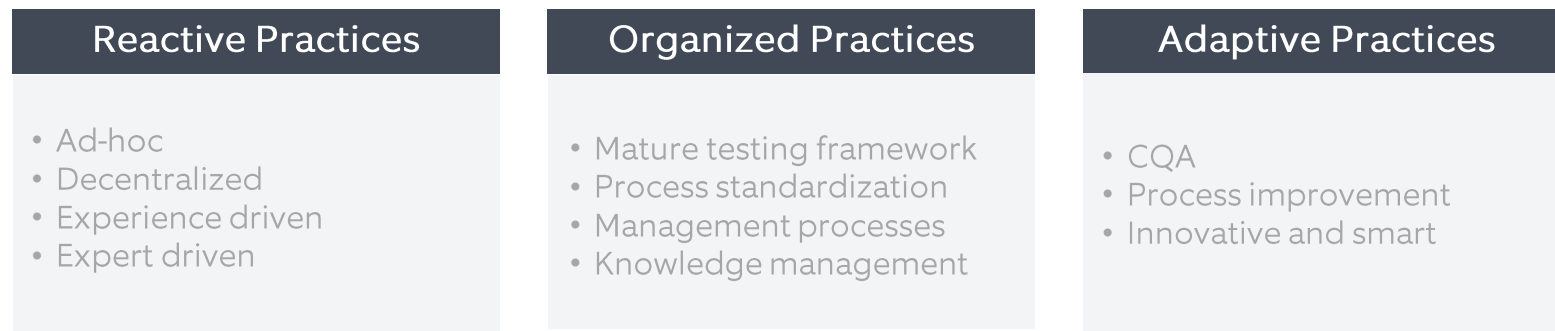 Reactive Practices
• Ad-hoc
• Decentralized
• Experience driven
• Expert driven
Organized Practices
• Mature testing framework
• Process standardization
• Management processes
• Knowledge management
Adaptive Practices
• CQA
• Process improvement
• Innovative and smart